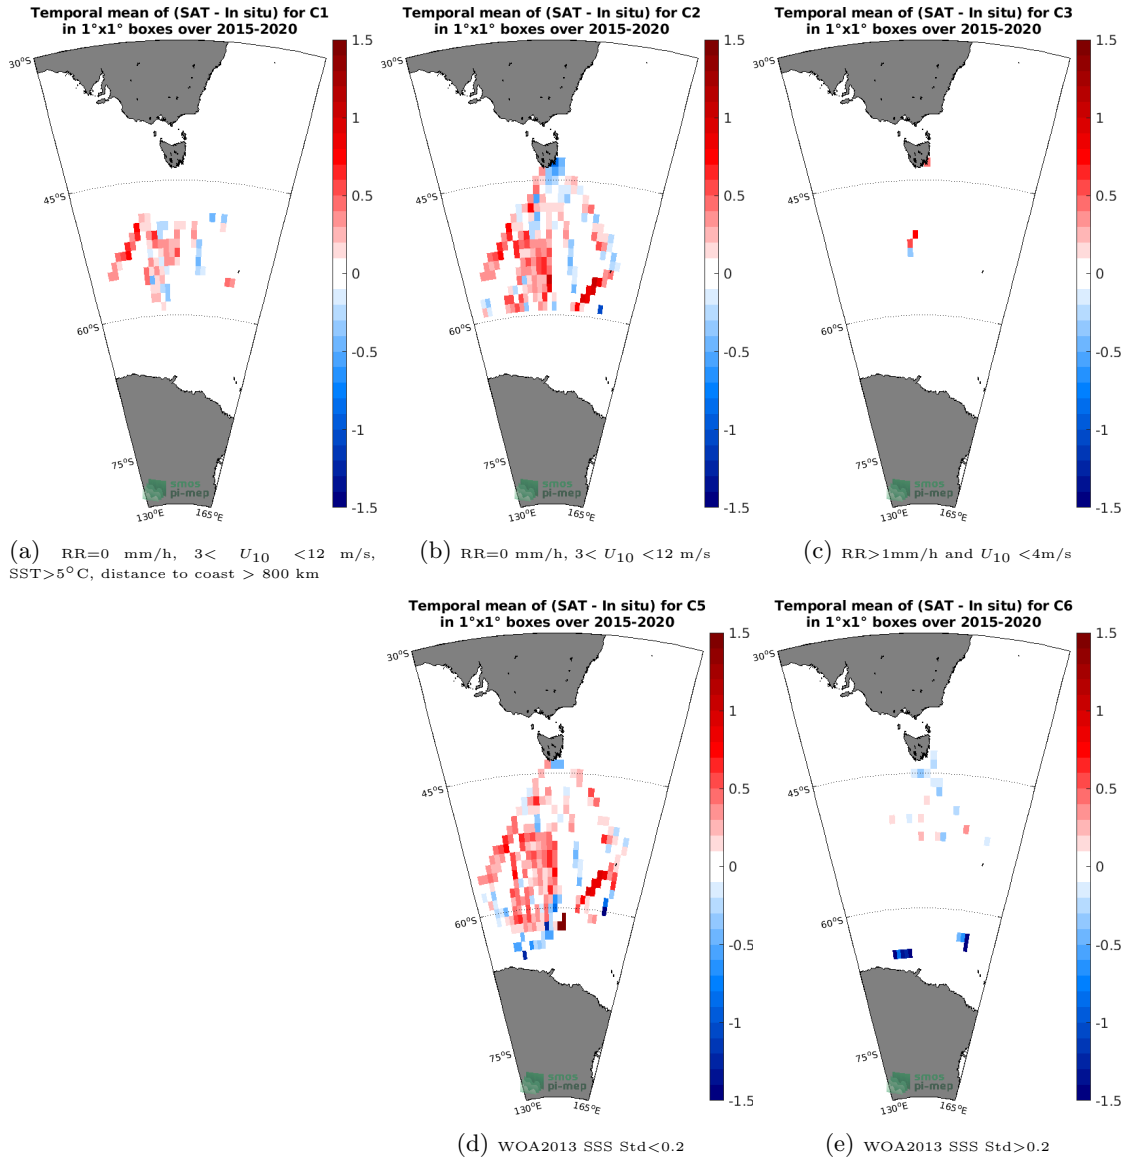 Temporal mean of (SAT - In situ) for C1
in 1°x1° boxes over 2015-2020
30°S
45°S
60°S
75°S
130°E
165°E
1.5
1
0.5
0
-0.5
-1
-1.5
smos
pi-mep
(a) RR=0 mm/h, 3< U10 <12 m/s,
SST>5°C, distance to coast > 800 km
Temporal mean of (SAT - In situ) for C2
in 1°x1° boxes over 2015-2020
30°S
45°S
60°S
75°S
130°E
165°E
1.5
1
0.5
0
-0.5
-1
-1.5
smos
pi-mep
(b) RR=0 mm/h, 3< U10 <12 m/s
Temporal mean of (SAT - In situ) for C3
in 1°x1° boxes over 2015-2020
30°S
45°S
60°S
75°S
130°E
165°E
1.5
1
0.5
0
-0.5
-1
-1.5
smos
pi-mep
(c) RR>1mm/h and U10 <4m/s
Temporal mean of (SAT - In situ) for C5
in 1°x1° boxes over 2015-2020
30°S
45°S
60°S
75°S
130°E
165°E
1.5
1
0.5
0
-0.5
-1
-1.5
smos
pi-mep
(d) WOA2013 SSS Std<0.2
Temporal mean of (SAT - In situ) for C6
in 1°x1° boxes over 2015-2020
30°S
45°S
60°S
75°S
130°E
165°E
1.5
1
0.5
0
-0.5
-1
-1.5
smos
pi-mep
(e) WOA2013 SSS Std>0.2